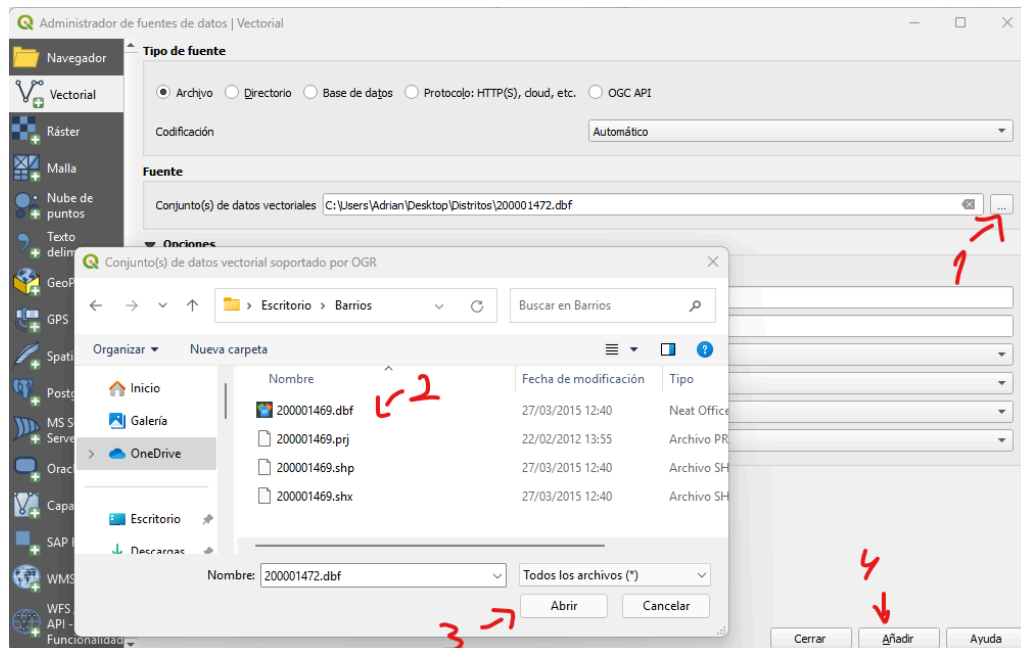 Administrador de fuentes de datos | Vectorial
Navegador
Vectorial
Ráster
Malla
Nube de
puntos
Texto
GPS
WMS
Tipo de fuente
Archivo Directorio Base de datos Protocolo: HTTP(S), cloud, etc. OGC API
Codificación Automático
Fuente
Conjunto(s) de datos vectoriales C:\Users\Adrian\Desktop\Distritos\200001472.dbf ...
1
Opciones
Conjunto(s) de datos vectorial soportado por OGR
Escritorio > Barrios
Buscar en Barrios
Organizar Nueva carpeta
Inicio
Galería
OneDrive
Escritorio
Descargas
Nombre Fecha de modificación Tipo
200001469.dbf 27/03/2015 12:40 Neat Office
2
200001469.prj 22/02/2012 13:55 Archivo PR
200001469.shp 27/03/2015 12:40 Archivo SH
200001469.shx 27/03/2015 12:40 Archivo SH
Nombre: 200001472.dbf Todos los archivos (*)
3
Abrir Cancelar
4
Cerrar Añadir Ayuda